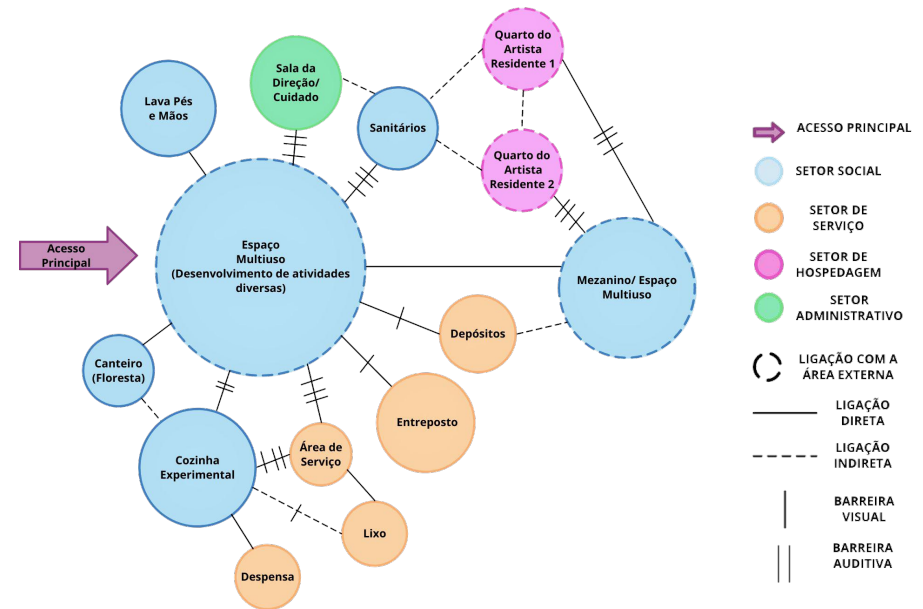 Quarto do
Artista
Residente 1
Sala da
Direção/
Cuidado
Lava Pés
e Mãos
Sanitários
Quarto do
Artista
Residente 2
Acesso
Principal
Espaço
Multiuso
(Desenvolvimento de atividades
diversas)
Mezanino/ Espaço
Multiuso
Depósitos
Canteiro
(Floresta)
Entreposto
Cozinha
Experimental
Área de
Serviço
Lixo
Despensa
ACESSO PRINCIPAL
SETOR SOCIAL
SETOR DE
SERVIÇO
SETOR DE
HOSPEDAGEM
SETOR
ADMINISTRATIVO
LIGAÇÃO COM A
ÁREA EXTERNA
LIGAÇÃO
DIRETA
LIGAÇÃO
INDIRETA
BARREIRA
VISUAL
BARREIRA
AUDITIVA